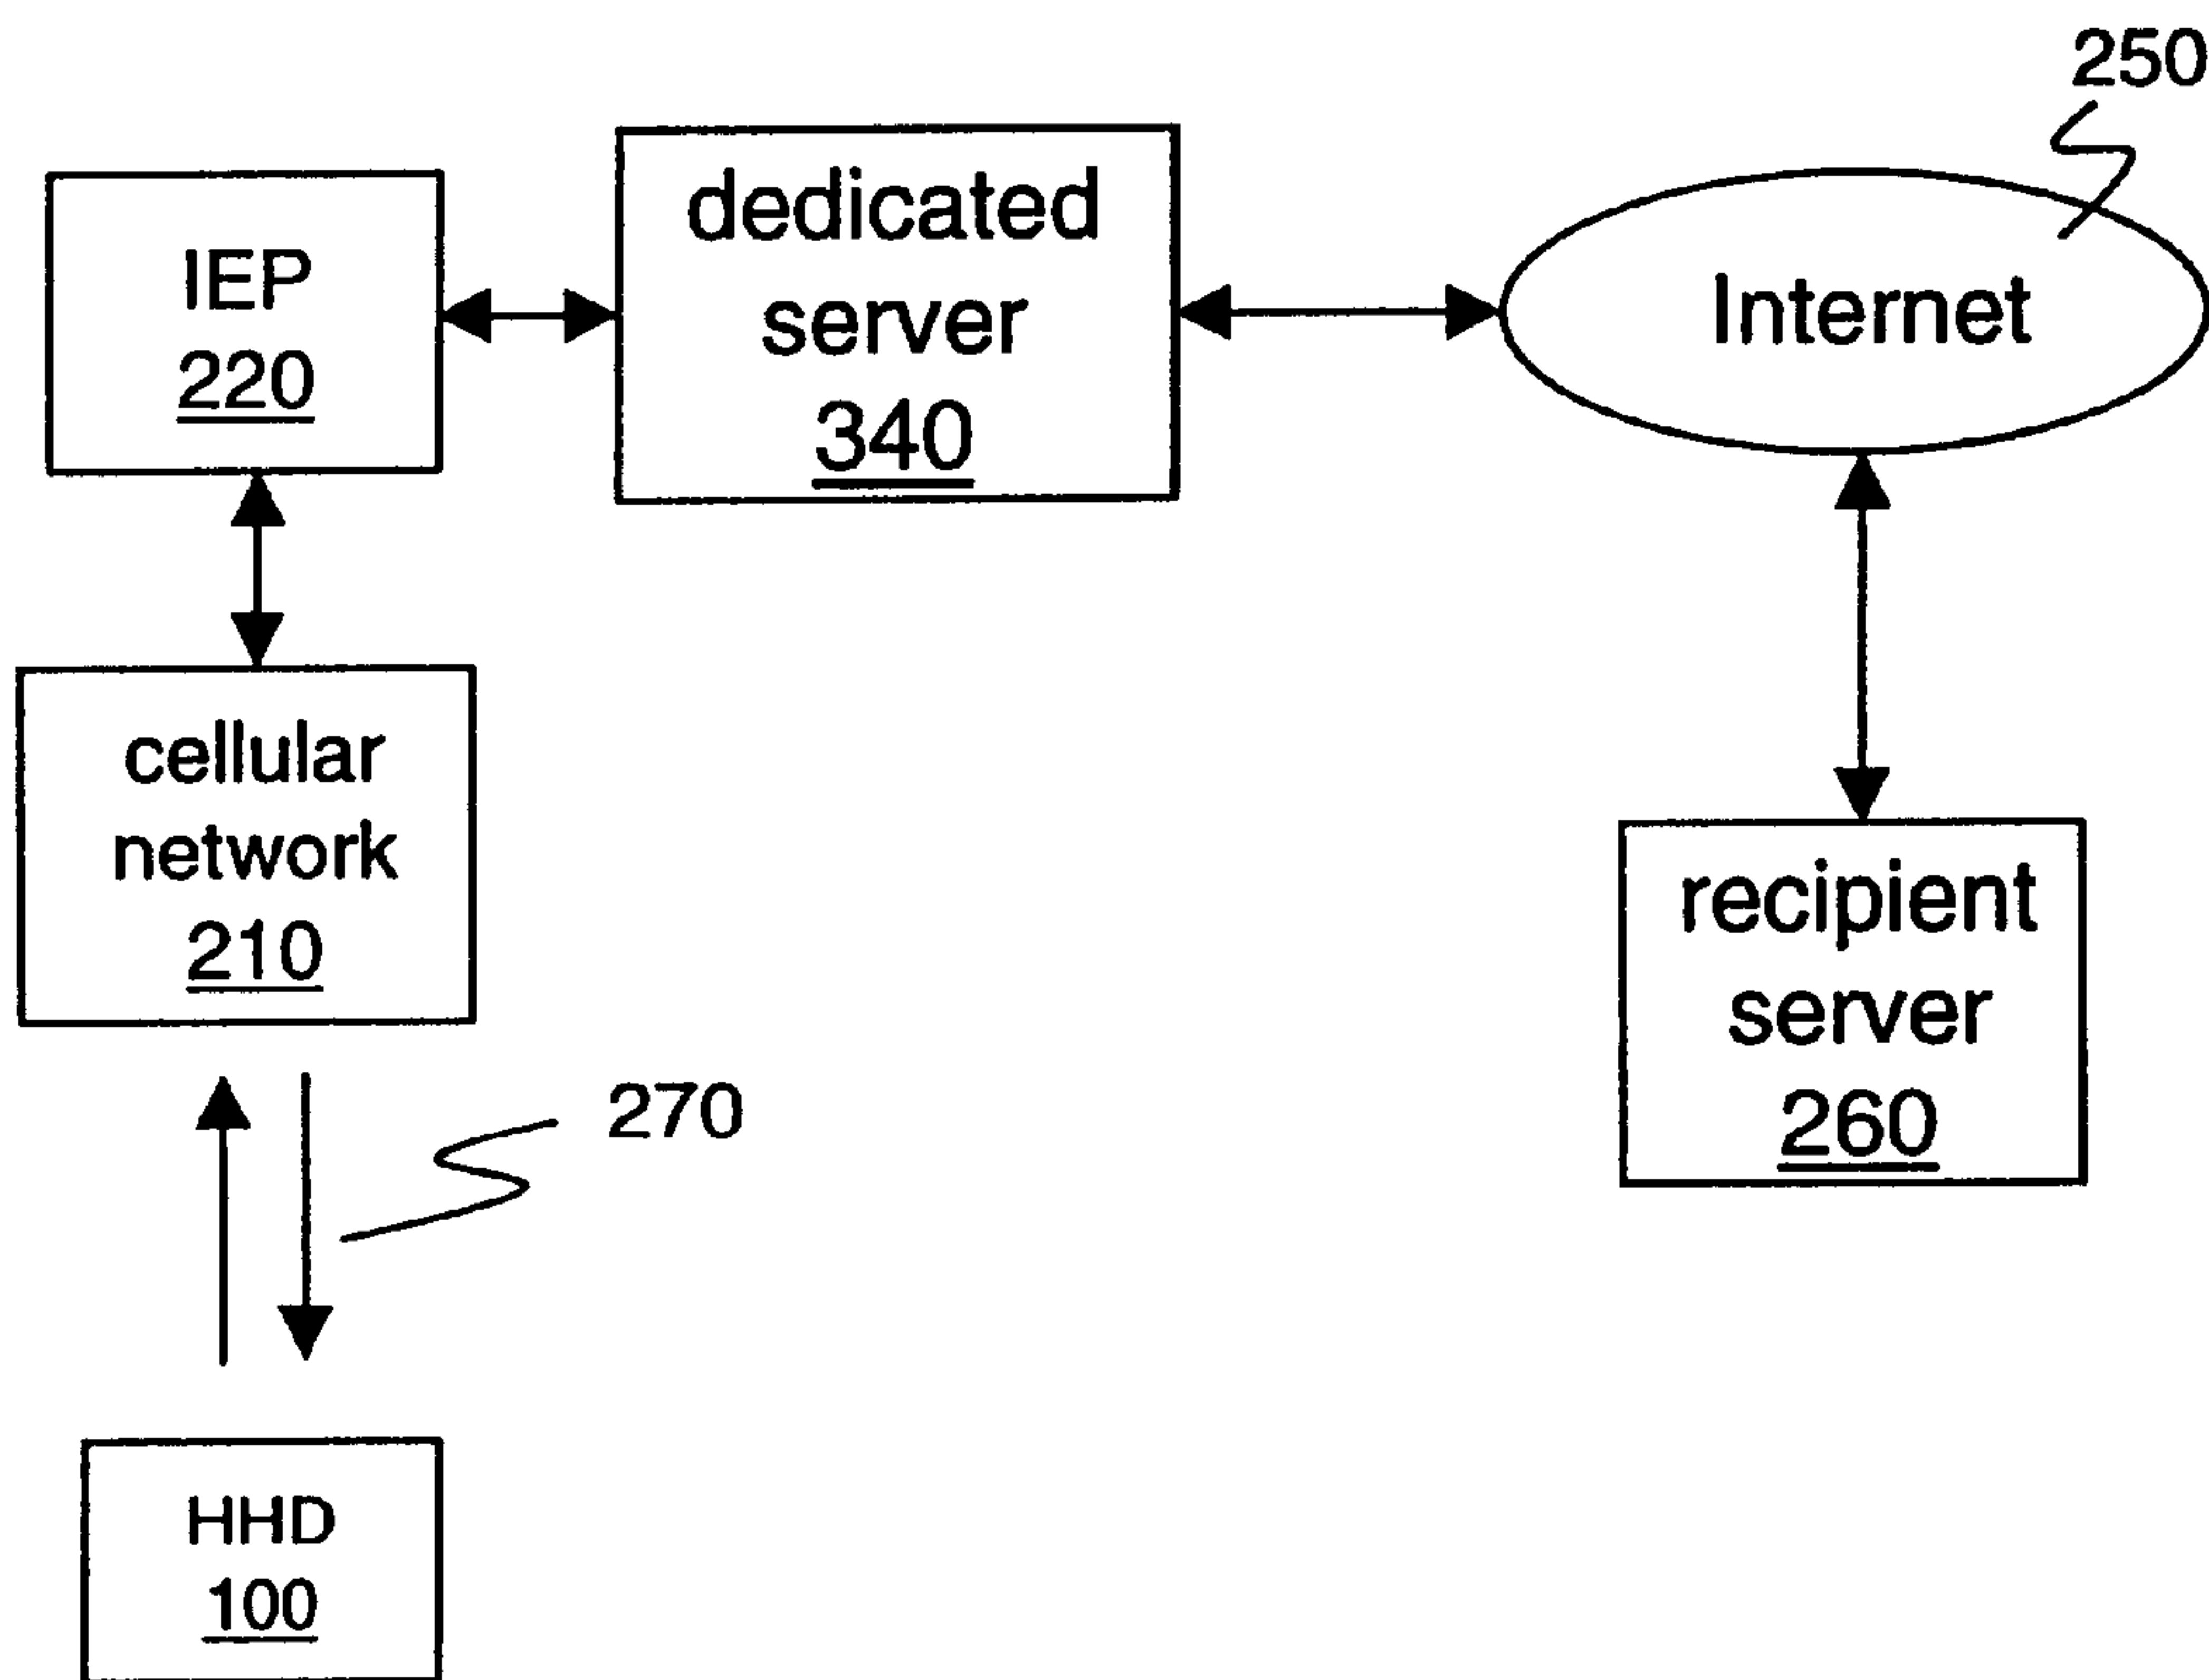 250
IEP
220
dedicated
server
340
Internet
cellular
network
210
recipient
server
260
270
HHD
100